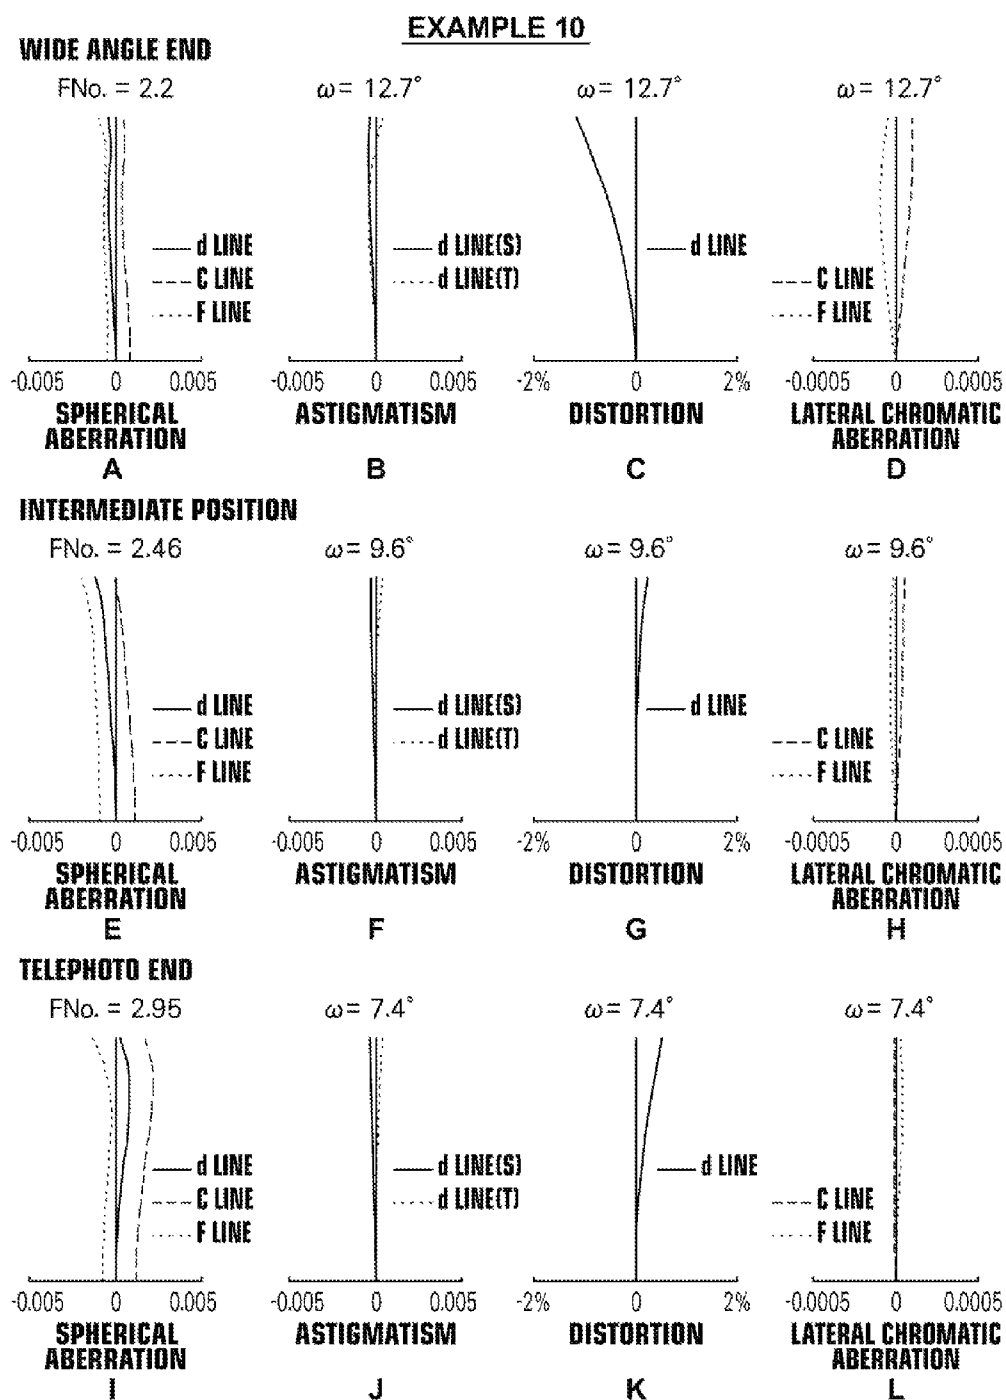 EXAMPLE 10
WIDE ANGLE END
FNo. = 2.2
ω= 12.7°
ω= 12.7°
ω= 12.7°
d LINE
C LINE
F LINE
d LINE(S)
d LINE(T)
d LINE
C LINE
F LINE
-0.005 0 0.005
-0.005 0 0.005
-2% 0 2%
-0.0005 0 0.0005
SPHERICAL
ABERRATION
ASTIGMATISM
DISTORTION
LATERAL CHROMATIC
ABERRATION
A
B
C
D
INTERMEDIATE POSITION
FNo. = 2.46
ω= 9.6°
ω= 9.6°
ω= 9.6°
d LINE
C LINE
F LINE
d LINE(S)
d LINE(T)
d LINE
C LINE
F LINE
-0.005 0 0.005
-0.005 0 0.005
-2% 0 2%
-0.0005 0 0.0005
SPHERICAL
ABERRATION
ASTIGMATISM
DISTORTION
LATERAL CHROMATIC
ABERRATION
E
F
G
H
TELEPHOTO END
FNo. = 2.95
ω= 7.4°
ω= 7.4°
ω= 7.4°
d LINE
C LINE
F LINE
d LINE(S)
d LINE(T)
d LINE
C LINE
F LINE
-0.005 0 0.005
-0.005 0 0.005
-2% 0 2%
-0.0005 0 0.0005
SPHERICAL
ABERRATION
ASTIGMATISM
DISTORTION
LATERAL CHROMATIC
ABERRATION
I
J
K
L